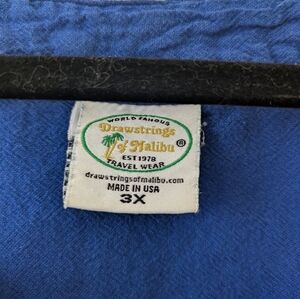 WORLD FAMOUS
Drawstrings
of Malibu ®
EST 1978
TRAVEL WEAR
drawstringsofmalibu.com
MADE IN USA
3X